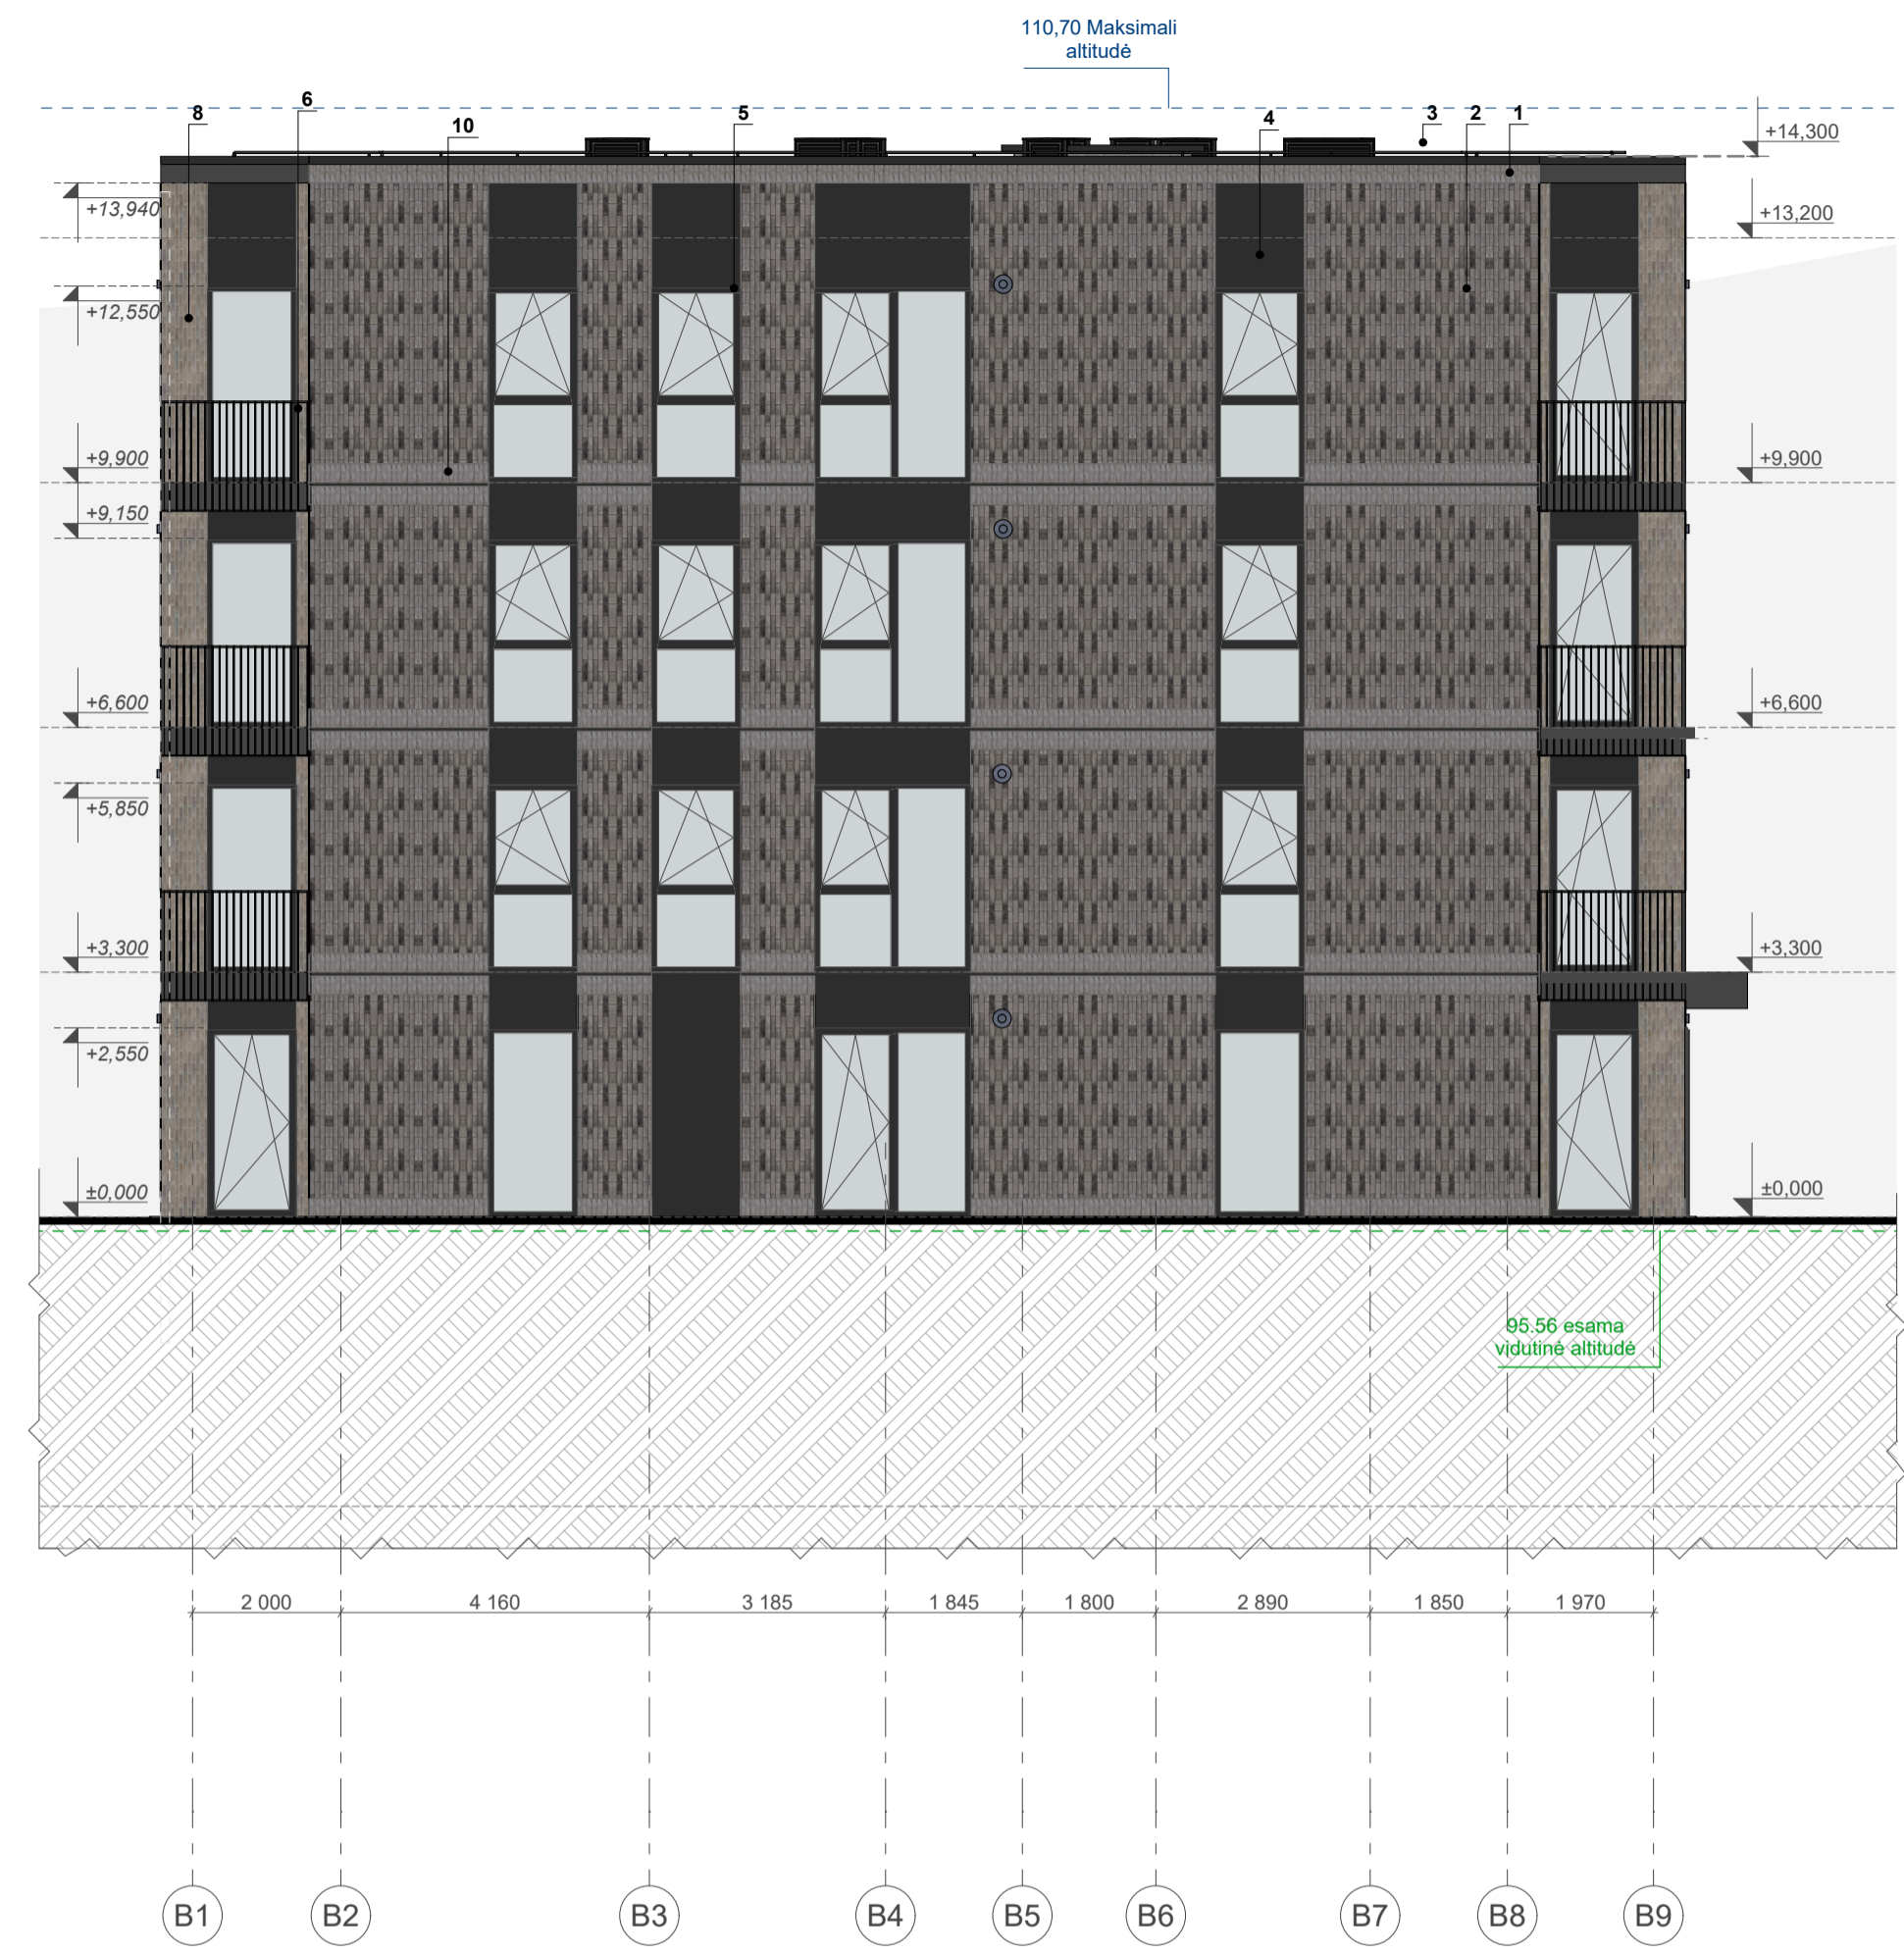 110,70 Maksimali
altitudė
8
6
10
5
4
3
2
1
+14,300
+13,940
+13,200
+12,550
+9,900
+9,900
+9,150
+6,600
+6,600
+5,850
+3,300
+3,300
+2,550
±0,000
±0,000
95.56 esama
vidutinė altitudė
2 000
4 160
3 185
1 845
1 800
2 890
1 850
1 970
B1
B2
B3
B4
B5
B6
B7
B8
B9